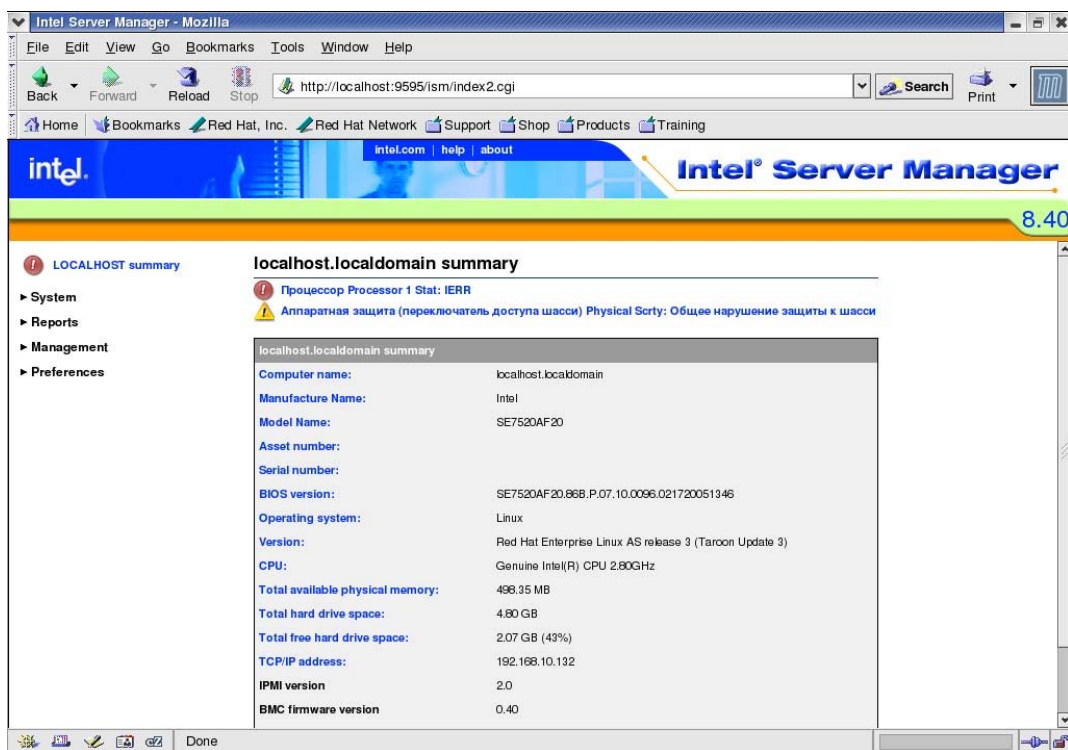 Intel Server Manager - Mozilla
File Edit View Go Bookmarks Tools Window Help
Back Forward Reload Stop http://localhost:9595/ism/index2.cgi Search Print
Home Bookmarks Red Hat, Inc. Red Hat Network Support Shop Products Training
intel.com | help | about
intel. Intel® Server Manager
8.40
LOCALHOST summary
System
Reports
Management
Preferences
localhost.localdomain summary
Процессор Processor 1 Stat: IERR
Аппаратная защита (переключатель доступа шасси) Physical Scrty: Общее нарушение защиты к шасси
localhost.localdomain summary
Computer name: localhost.localdomain
Manufacture Name: Intel
Model Name: SE7520AF20
Asset number:
Serial number:
BIOS version: SE7520AF20.86B.P.07.10.0096.021720051346
Operating system: Linux
Version: Red Hat Enterprise Linux AS release 3 (Taroon Update 3)
CPU: Genuine Intel(R) CPU 2.80GHz
Total available physical memory: 498.35 MB
Total hard drive space: 4.80 GB
Total free hard drive space: 2.07 GB (43%)
TCP/IP address: 192.168.10.132
IPMI version 2.0
BMC firmware version 0.40
Done